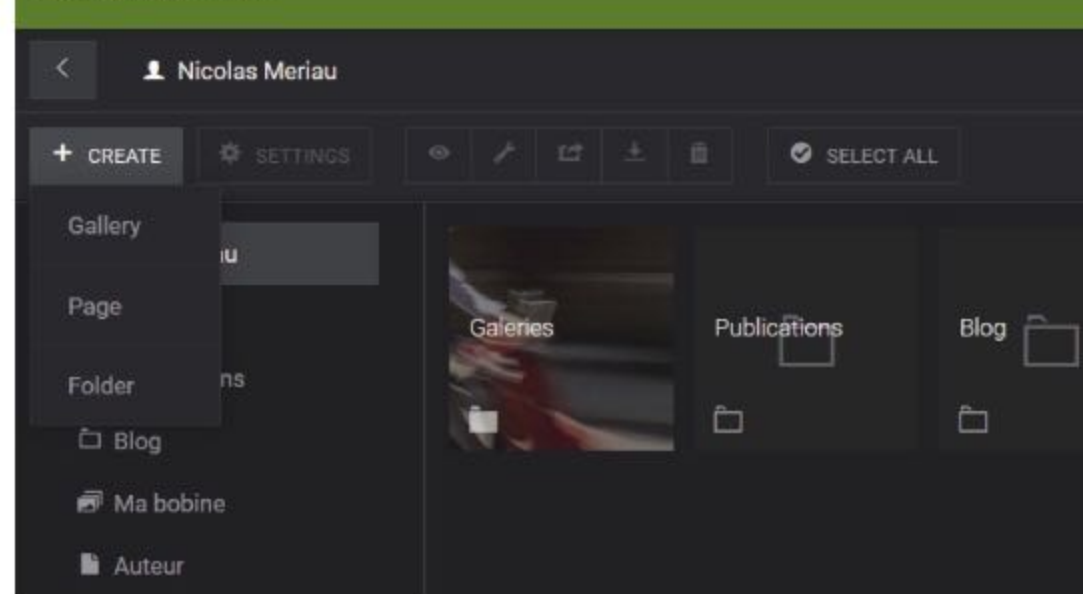 Nicolas Meriau
CREATE SETTINGS SELECT ALL
Gallery
Page
Folder
Blog
Ma bobine
Auteur
Galeries Publications Blog